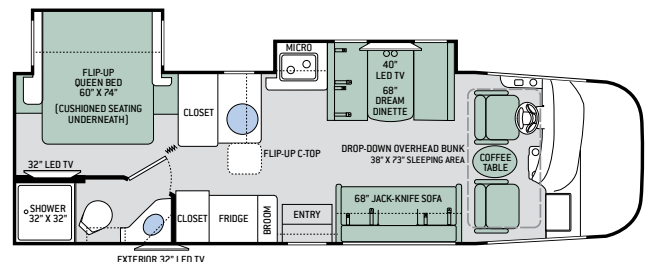 MICRO
FLIP-UP
QUEEN BED
60" X 74"
(CUSHIONED SEATING
UNDERNEATH)
40"
LED TV
68"
DREAM
DINETTE
CLOSET
FLIP-UP C-TOP
DROP-DOWN OVERHEAD BUNK
38" X 73" SLEEPING AREA
COFFEE
TABLE
32" LED TV
SHOWER
32" X 32"
CLOSET
FRIDGE
BROOM
ENTRY
68" JACK-KNIFE SOFA
EXTERIOR 32" LED TV